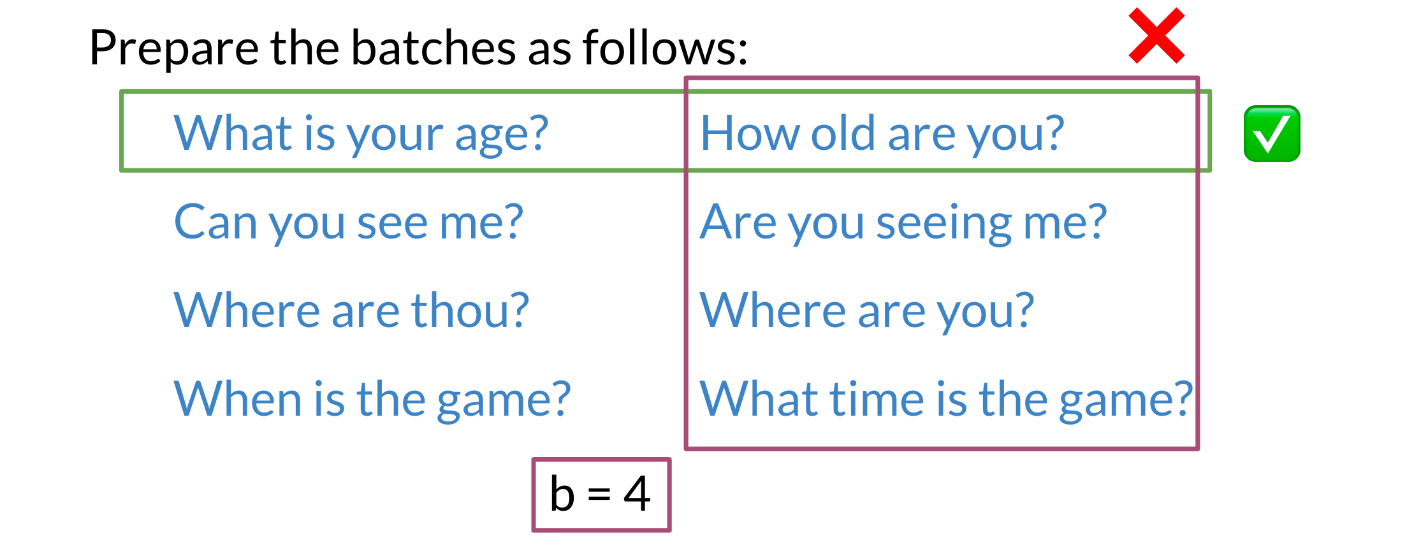 Prepare the batches as follows:
What is your age? How old are you?
Can you see me? Are you seeing me?
Where are thou? Where are you?
When is the game? What time is the game?
b = 4